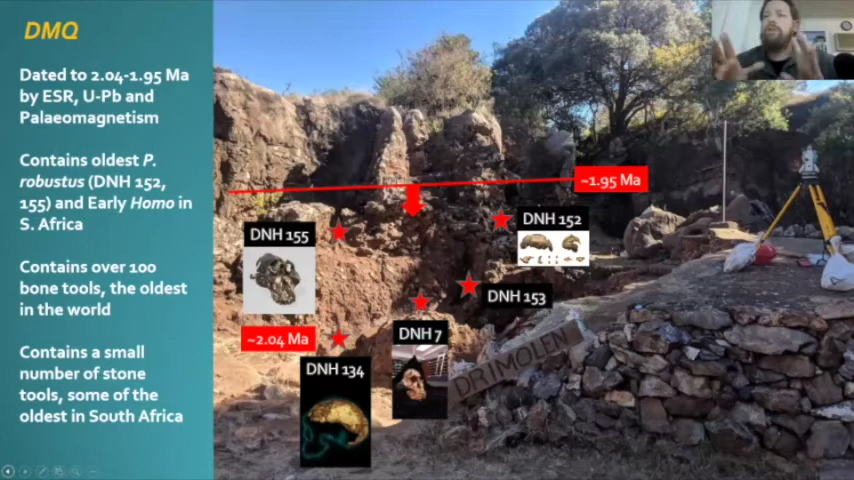 DMQ
Dated to 2.04-1.95 Ma
by ESR, U-Pb and
Palaeomagnetism
Contains oldest P.
robustus (DNH 152,
155) and Early Homo in
S. Africa
Contains over 100
bone tools, the oldest
in the world
Contains a small
number of stone
tools, some of the
oldest in South Africa
~1.95 Ma
DNH 152
DNH 155
DNH 153
DNH 7
~2.04 Ma
DNH 134
DRIMOLEN